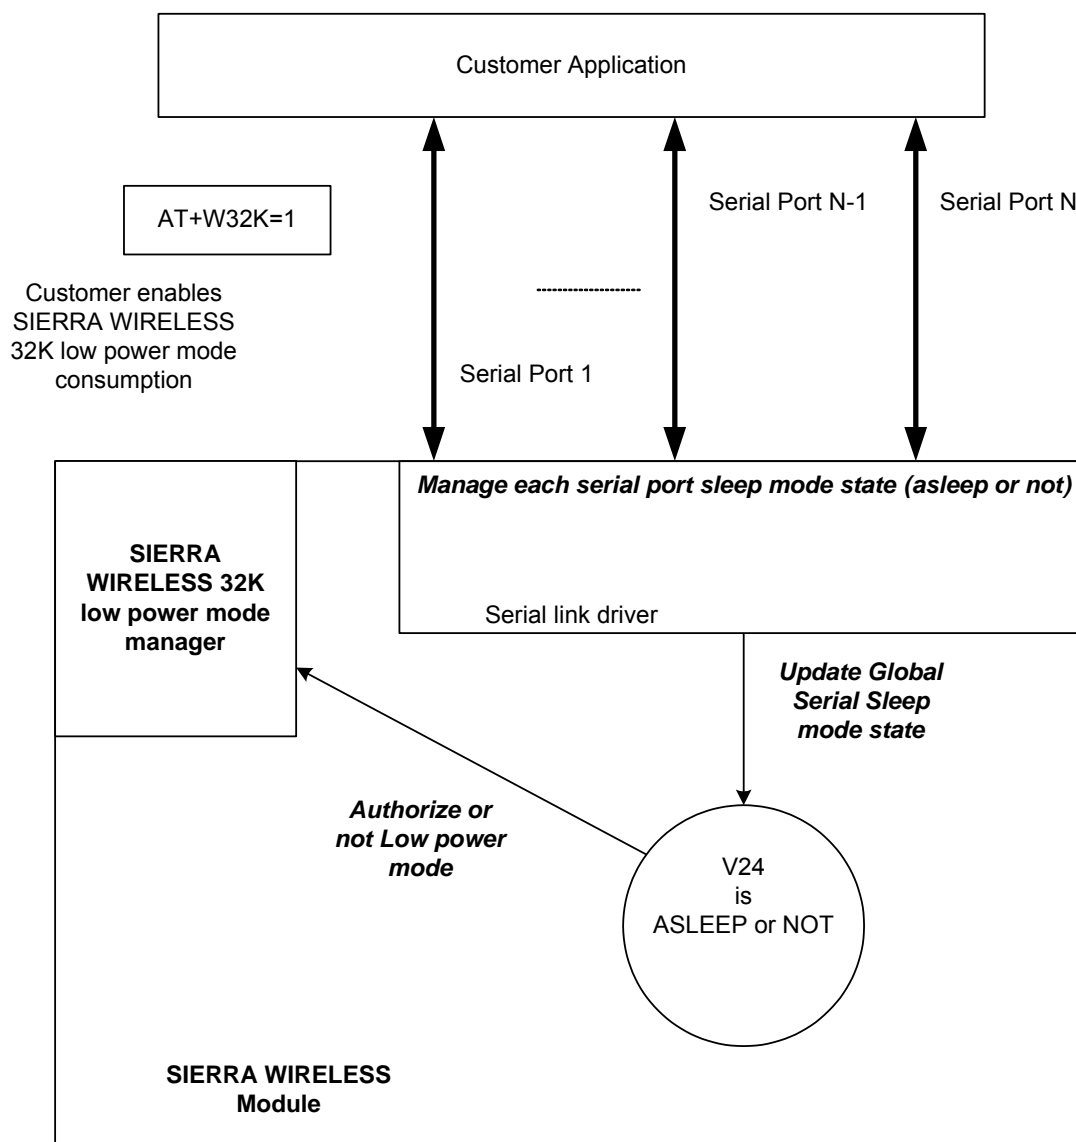 Customer Application
Serial Port N-1
Serial Port N
AT+W32K=1
Customer enables
SIERRA WIRELESS
32K low power mode
consumption
Serial Port 1
Manage each serial port sleep mode state (asleep or not)
SIERRA
WIRELESS 32K
low power mode
manager
Serial link driver
Update Global
Serial Sleep
mode state
Authorize or
not Low power
mode
V24
is
ASLEEP or NOT
SIERRA WIRELESS
Module